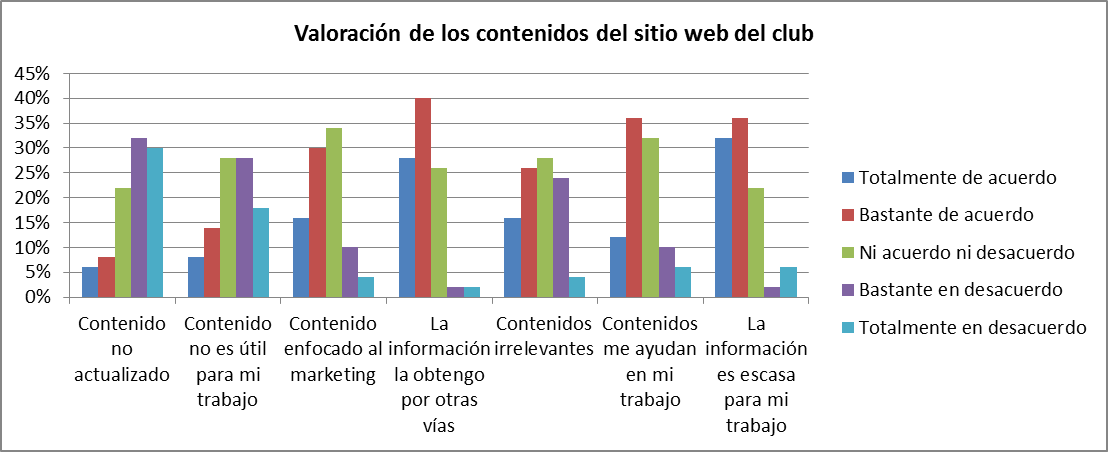 Valoración de los contenidos del sitio web del club
45%
40%
35%
30%
25%
20%
15%
10%
5%
0%
Contenido
no
actualizado
Contenido
no es útil
para mi
trabajo
Contenido
enfocado al
marketing
La
información
la obtengo
por otras
vías
Contenidos
irrelevantes
Contenidos
me ayudan
en mi
trabajo
La
información
es escasa
para mi
trabajo
Totalmente de acuerdo
Bastante de acuerdo
Ni acuerdo ni desacuerdo
Bastante en desacuerdo
Totalmente en desacuerdo